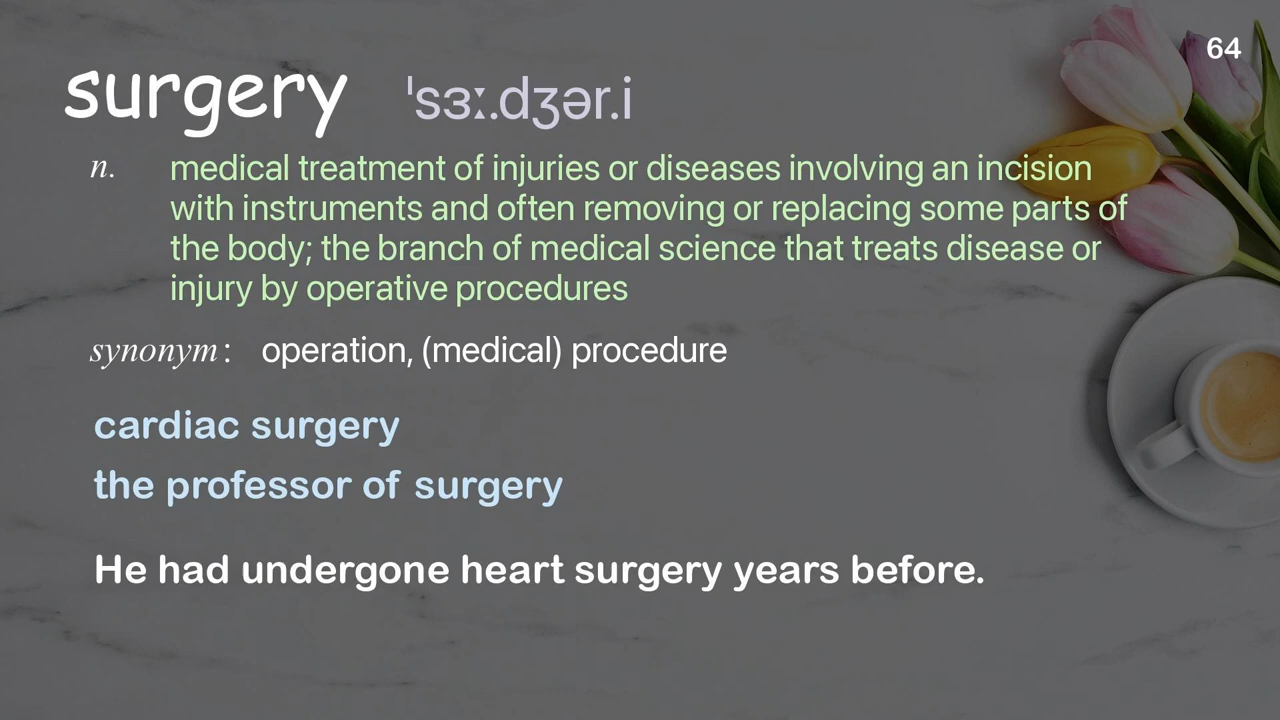 64
surgery ˈsɜː.dʒər.i
n. medical treatment of injuries or diseases involving an incision
with instruments and often removing or replacing some parts of
the body; the branch of medical science that treats disease or
injury by operative procedures
synonym: operation, (medical) procedure
cardiac surgery
the professor of surgery
He had undergone heart surgery years before.